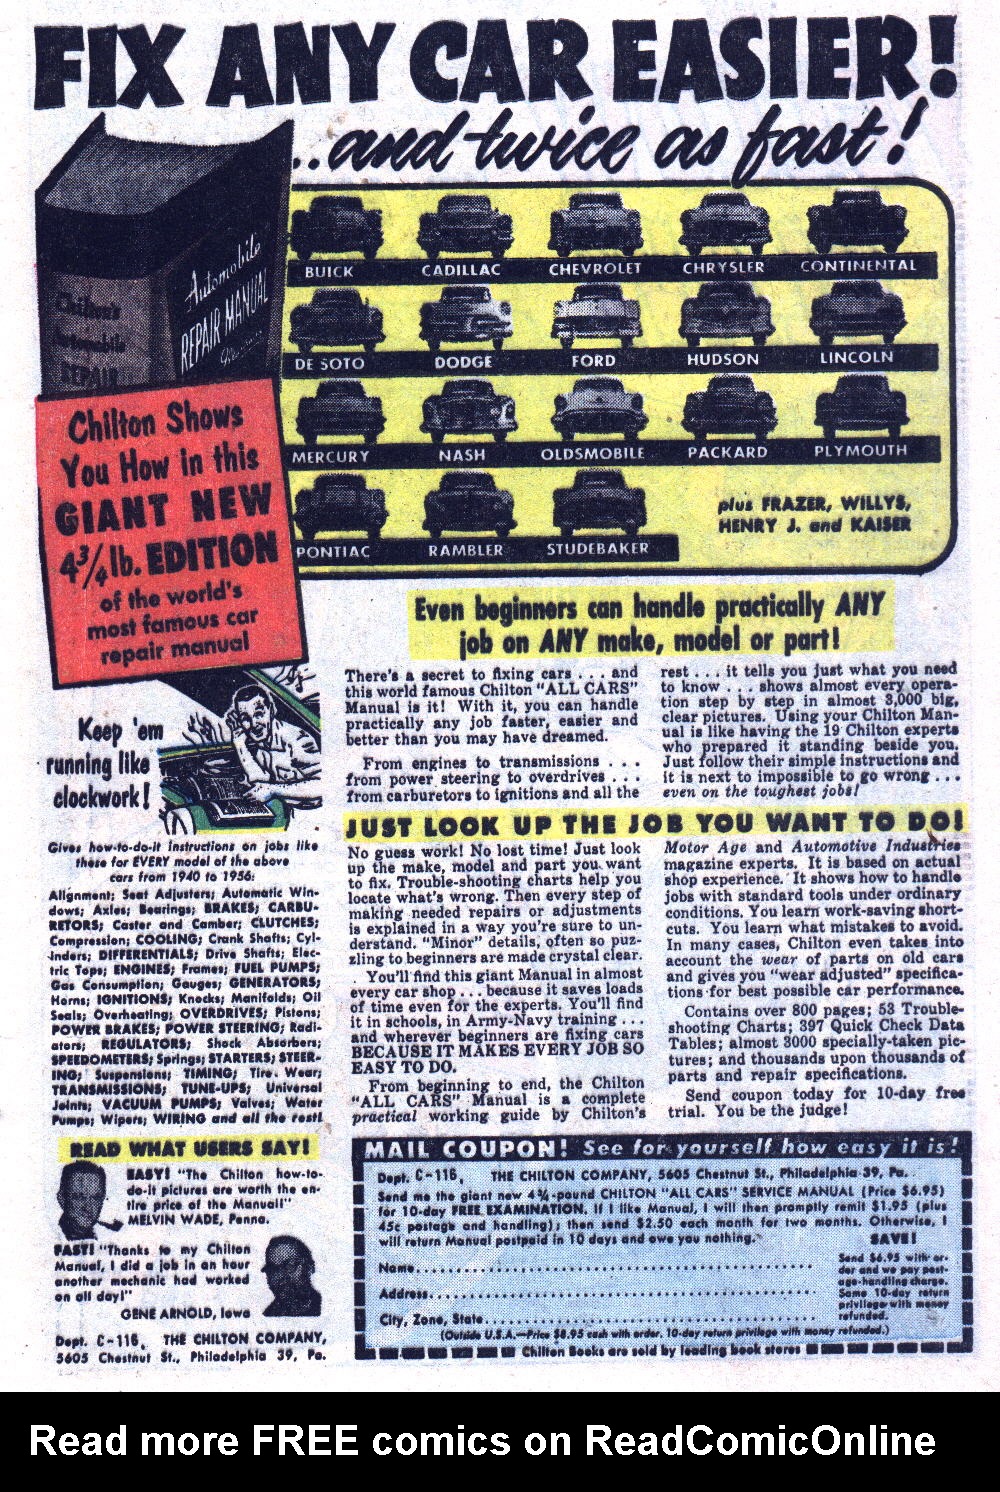 FIX ANY CAR EASIER!
...and twice as fast!
Automobile
REPAIR MANUAL
Chilton's
Automobile
REPAIR
BUICK
CADILLAC
CHEVROLET
CHRYSLER
CONTINENTAL
DE SOTO
DODGE
FORD
HUDSON
LINCOLN
MERCURY
NASH
OLDSMOBILE
PACKARD
PLYMOUTH
PONTIAC
RAMBLER
STUDEBAKER
plus FRAZER, WILLYS,
HENRY J. and KAISER
Chilton Shows
You How in this
GIANT NEW
4¾ lb. EDITION
of the world's
most famous car
repair manual
Keep 'em
running like
clockwork!
Gives how-to-do-it instructions on jobs like
these for EVERY model of the above
cars from 1940 to 1956:
Alignment; Seat Adjusters; Automatic Win-
dows; Axles; Bearings; BRAKES; CARBU-
RETORS; Castor and Camber; CLUTCHES;
Compression; COOLING; Crank Shafts; Cyl-
inders; DIFFERENTIALS; Drive Shafts; Elec-
tric Tops; ENGINES; Frames; FUEL PUMPS;
Gas Consumption; Gauges; GENERATORS;
Horns; IGNITIONS; Knocks; Manifolds; Oil
Seals; Overheating; OVERDRIVES; Pistons;
POWER BRAKES; POWER STEERING; Radi-
ators; REGULATORS; Shock Absorbers;
SPEEDOMETERS; Springs; STARTERS; STEER-
ING; Suspensions; TIMING; Tire Wear;
TRANSMISSIONS; TUNE-UPS; Universal
Joints; VACUUM PUMPS; Valves; Water
Pumps; Wipers; WIRING and all the rest!
READ WHAT USERS SAY!
EASY! "The Chilton how-to-
do-it pictures are worth the en-
tire price of the Manual!"
MELVIN WADE, Penna.
FAST! "Thanks to my Chilton
Manual, I did a job in an hour
another mechanic had worked
on all day!"
GENE ARNOLD, Iowa
Dept. C-116, THE CHILTON COMPANY,
5605 Chestnut St., Philadelphia 39, Pa.
Even beginners can handle practically ANY
job on ANY make, model or part!
There's a secret to fixing cars . . . and
this world famous Chilton "ALL CARS"
Manual is it! With it, you can handle
practically any job faster, easier and
better than you may have dreamed.
From engines to transmissions . . .
from power steering to overdrives . . .
from carburetors to ignitions and all the
rest . . . it tells you just what you need
to know . . . shows almost every opera-
tion step by step in almost 3,000 big,
clear pictures. Using your Chilton Man-
ual is like having the 19 Chilton experts
who prepared it standing beside you.
Just follow their simple instructions and
it is next to impossible to go wrong . . .
even on the toughest jobs!
JUST LOOK UP THE JOB YOU WANT TO DO!
No guess work! No lost time! Just look
up the make, model and part you want
to fix. Trouble-shooting charts help you
locate what's wrong. Then every step of
making needed repairs or adjustments
is explained in a way you're sure to un-
derstand. "Minor" details, often so puz-
zling to beginners are made crystal clear.
You'll find this giant Manual in almost
every car shop . . . because it saves loads
of time even for the experts. You'll find
it in schools, in Army-Navy training . . .
and wherever beginners are fixing cars
BECAUSE IT MAKES EVERY JOB SO
EASY TO DO.
From beginning to end, the Chilton
"ALL CARS" Manual is a complete
practical working guide by Chilton's
Motor Age and Automotive Industries
magazine experts. It is based on actual
shop experience. It shows how to handle
jobs with standard tools under ordinary
conditions. You learn work-saving short-
cuts. You learn what mistakes to avoid.
In many cases, Chilton even takes into
account the wear of parts on old cars
and gives you "wear adjusted" specifica-
tions for best possible car performance.
Contains over 800 pages; 53 Trouble-
shooting Charts; 397 Quick Check Data
Tables; almost 3000 specially-taken pic-
tures; and thousands upon thousands of
parts and repair specifications.
Send coupon today for 10-day free
trial. You be the judge!
MAIL COUPON! See for yourself how easy it is!
Dept. C-116, THE CHILTON COMPANY, 5605 Chestnut St., Philadelphia 39, Pa.
Send me the giant new 4¾-pound CHILTON "ALL CARS" SERVICE MANUAL (Price $6.95)
for 10-day FREE EXAMINATION. If I like Manual, I will then promptly remit $1.95 (plus
45c postage and handling); then send $2.50 each month for two months. Otherwise, I
will return Manual postpaid in 10 days and owe you nothing.
SAVE!
Send $6.95 with or-
der and we pay post-
age-handling charge.
Same 10-day return
privilege with money
refunded.
Name
Address
City, Zone, State
(Outside U.S.A.—Price $8.95 cash with order. 10-day return privilege with money refunded.)
Chilton Books are sold by leading book stores
Read more FREE comics on ReadComicOnline